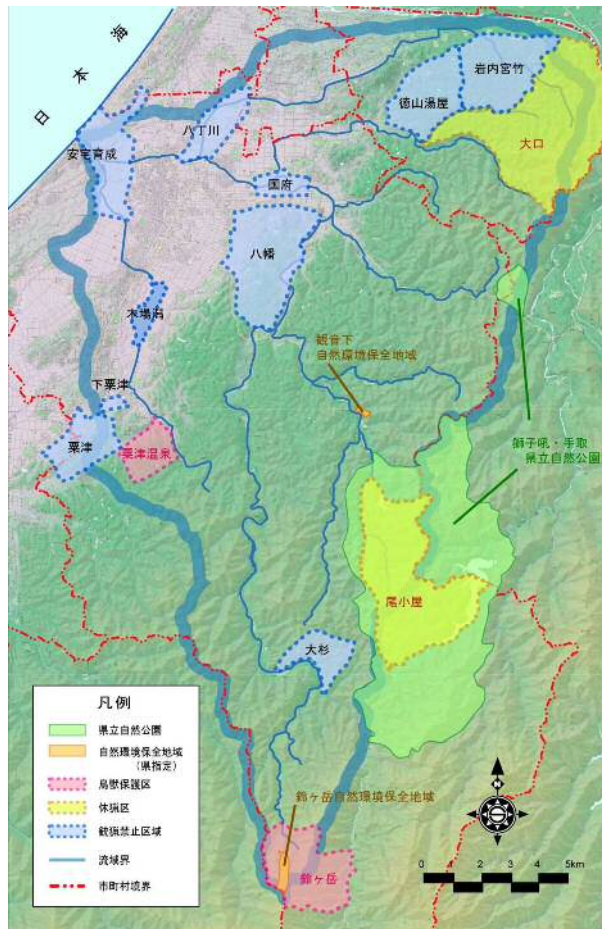 日本海
岩内宮竹
徳山湯屋
大口
八丁川
安宅育成
国府
八幡
木場潟
観音下
自然環境保全地域
下粟津
粟津
粟津温泉
獅子吼・手取
県立自然公園
尾小屋
大杉
凡例
県立自然公園
自然環境保全地域
(県指定)
鳥獣保護区
休猟区
銃猟禁止区域
流域界
市町村境界
鈴ヶ岳自然環境保全地域
鈴ヶ岳
N
0 1 2 3 4 5km